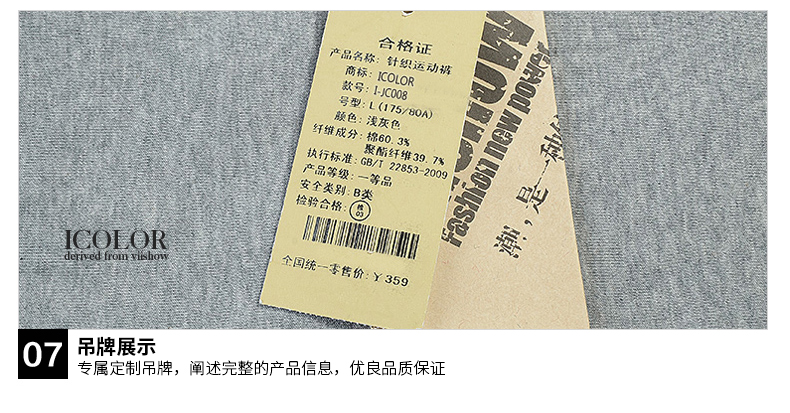 合格证
产品名称: 针织运动裤
商标: ICOLOR
款号: I-JC008
号型: L(175/80A)
颜色: 浅灰色
纤维成分: 棉60.3%
聚酯纤维39.7%
执行标准: GB/T 22853-2009
产品等级: 一等品
安全类别: B类
检验合格: 检 03
全国统一零售价: ¥359
fashion new power
潮,是一种
ICOLOR
derived from viishow
07
吊牌展示
专属定制吊牌，阐述完整的产品信息，优良品质保证